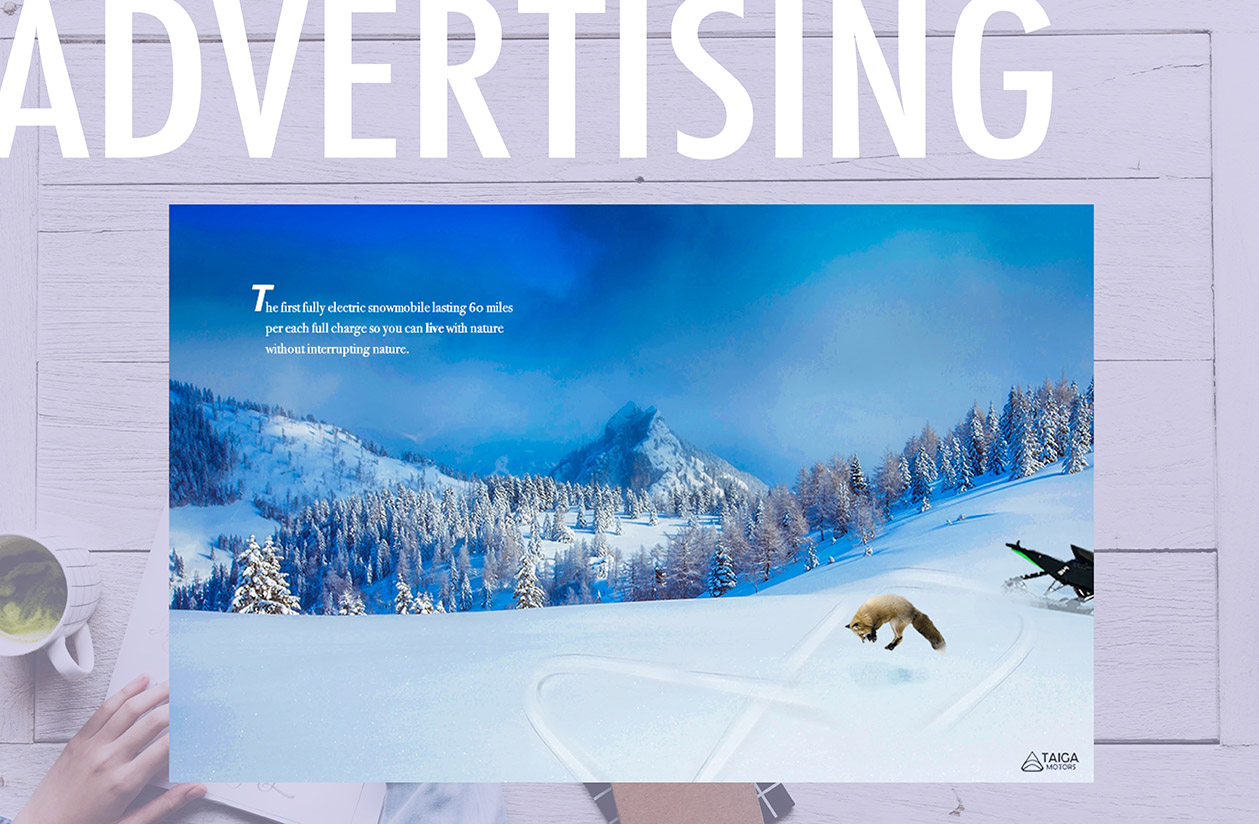 ADVERTISING
The first fully electric snowmobile lasting 60 miles
per each full charge so you can live with nature
without interrupting nature.
TAIGA
MOTORS